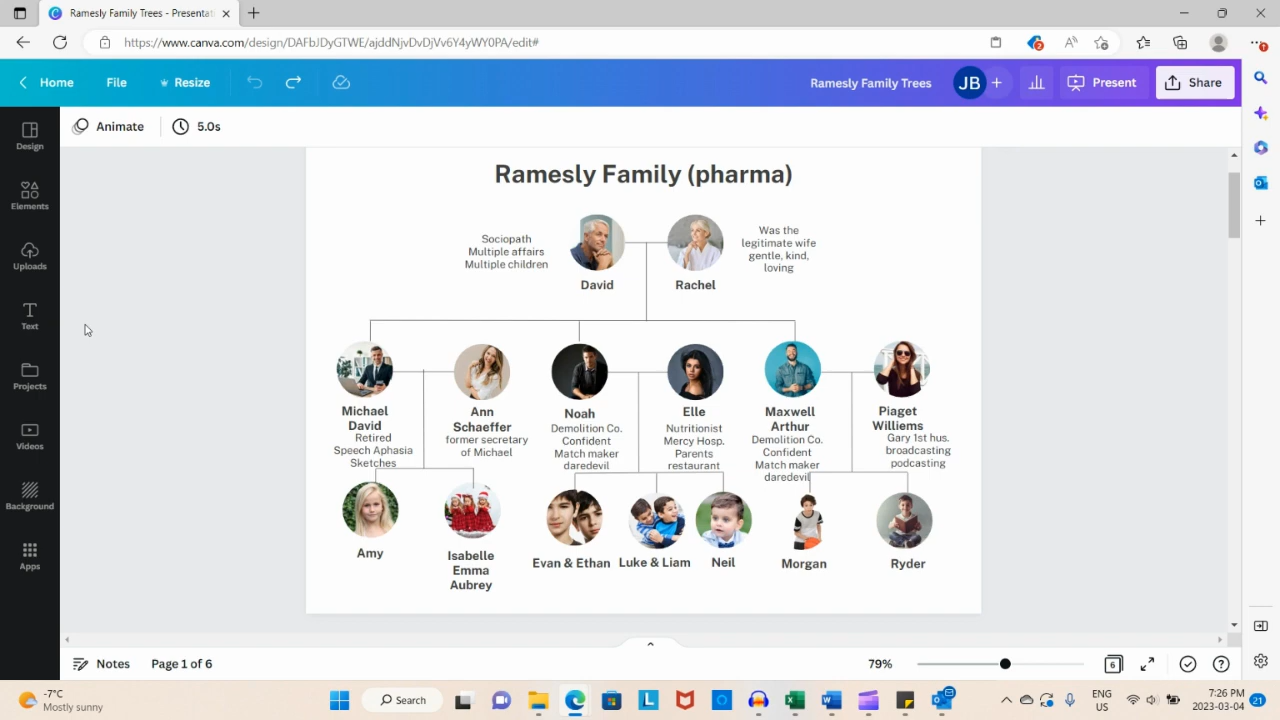 Ramesly Family Trees - Presentat
https://www.canva.com/design/DAFbJDyGTWE/ajddNjvDvDjVv6Y4yWY0PA/edit#
2
Home
File
Resize
Ramesly Family Trees
JB
Present
Share
Animate
5.0s
Design
Elements
Uploads
Text
Projects
Videos
Background
Apps
Ramesly Family (pharma)
Sociopath
Multiple affairs
Multiple children
David
Rachel
Was the
legitimate wife
gentle, kind,
loving
Michael
David
Retired
Speech Aphasia
Sketches
Ann
Schaeffer
former secretary
of Michael
Noah
Demolition Co.
Confident
Match maker
daredevil
Elle
Nutritionist
Mercy Hosp.
Parents
restaurant
Maxwell
Arthur
Demolition Co.
Confident
Match maker
daredevil
Piaget
Williems
Gary 1st hus.
broadcasting
podcasting
Amy
Isabelle
Emma
Aubrey
Evan & Ethan
Luke & Liam
Neil
Morgan
Ryder
Notes
Page 1 of 6
79%
6
-7°C
Mostly sunny
Search
ENG
US
7:26 PM
2023-03-04
21